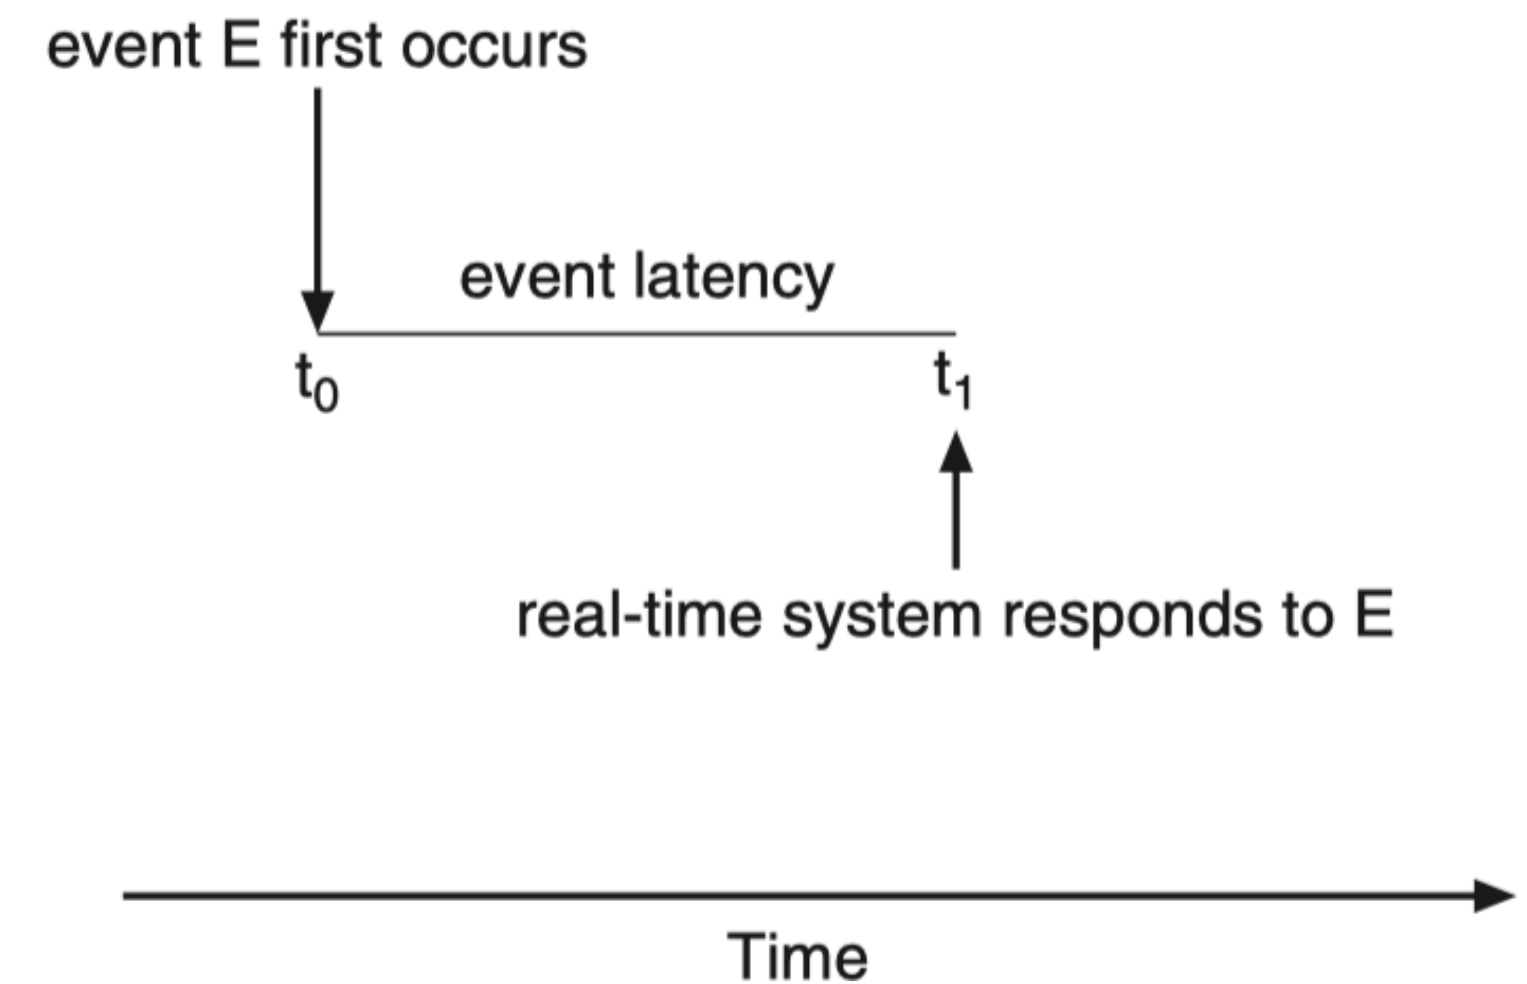 event E first occurs
event latency
t₀
t₁
real-time system responds to E
Time